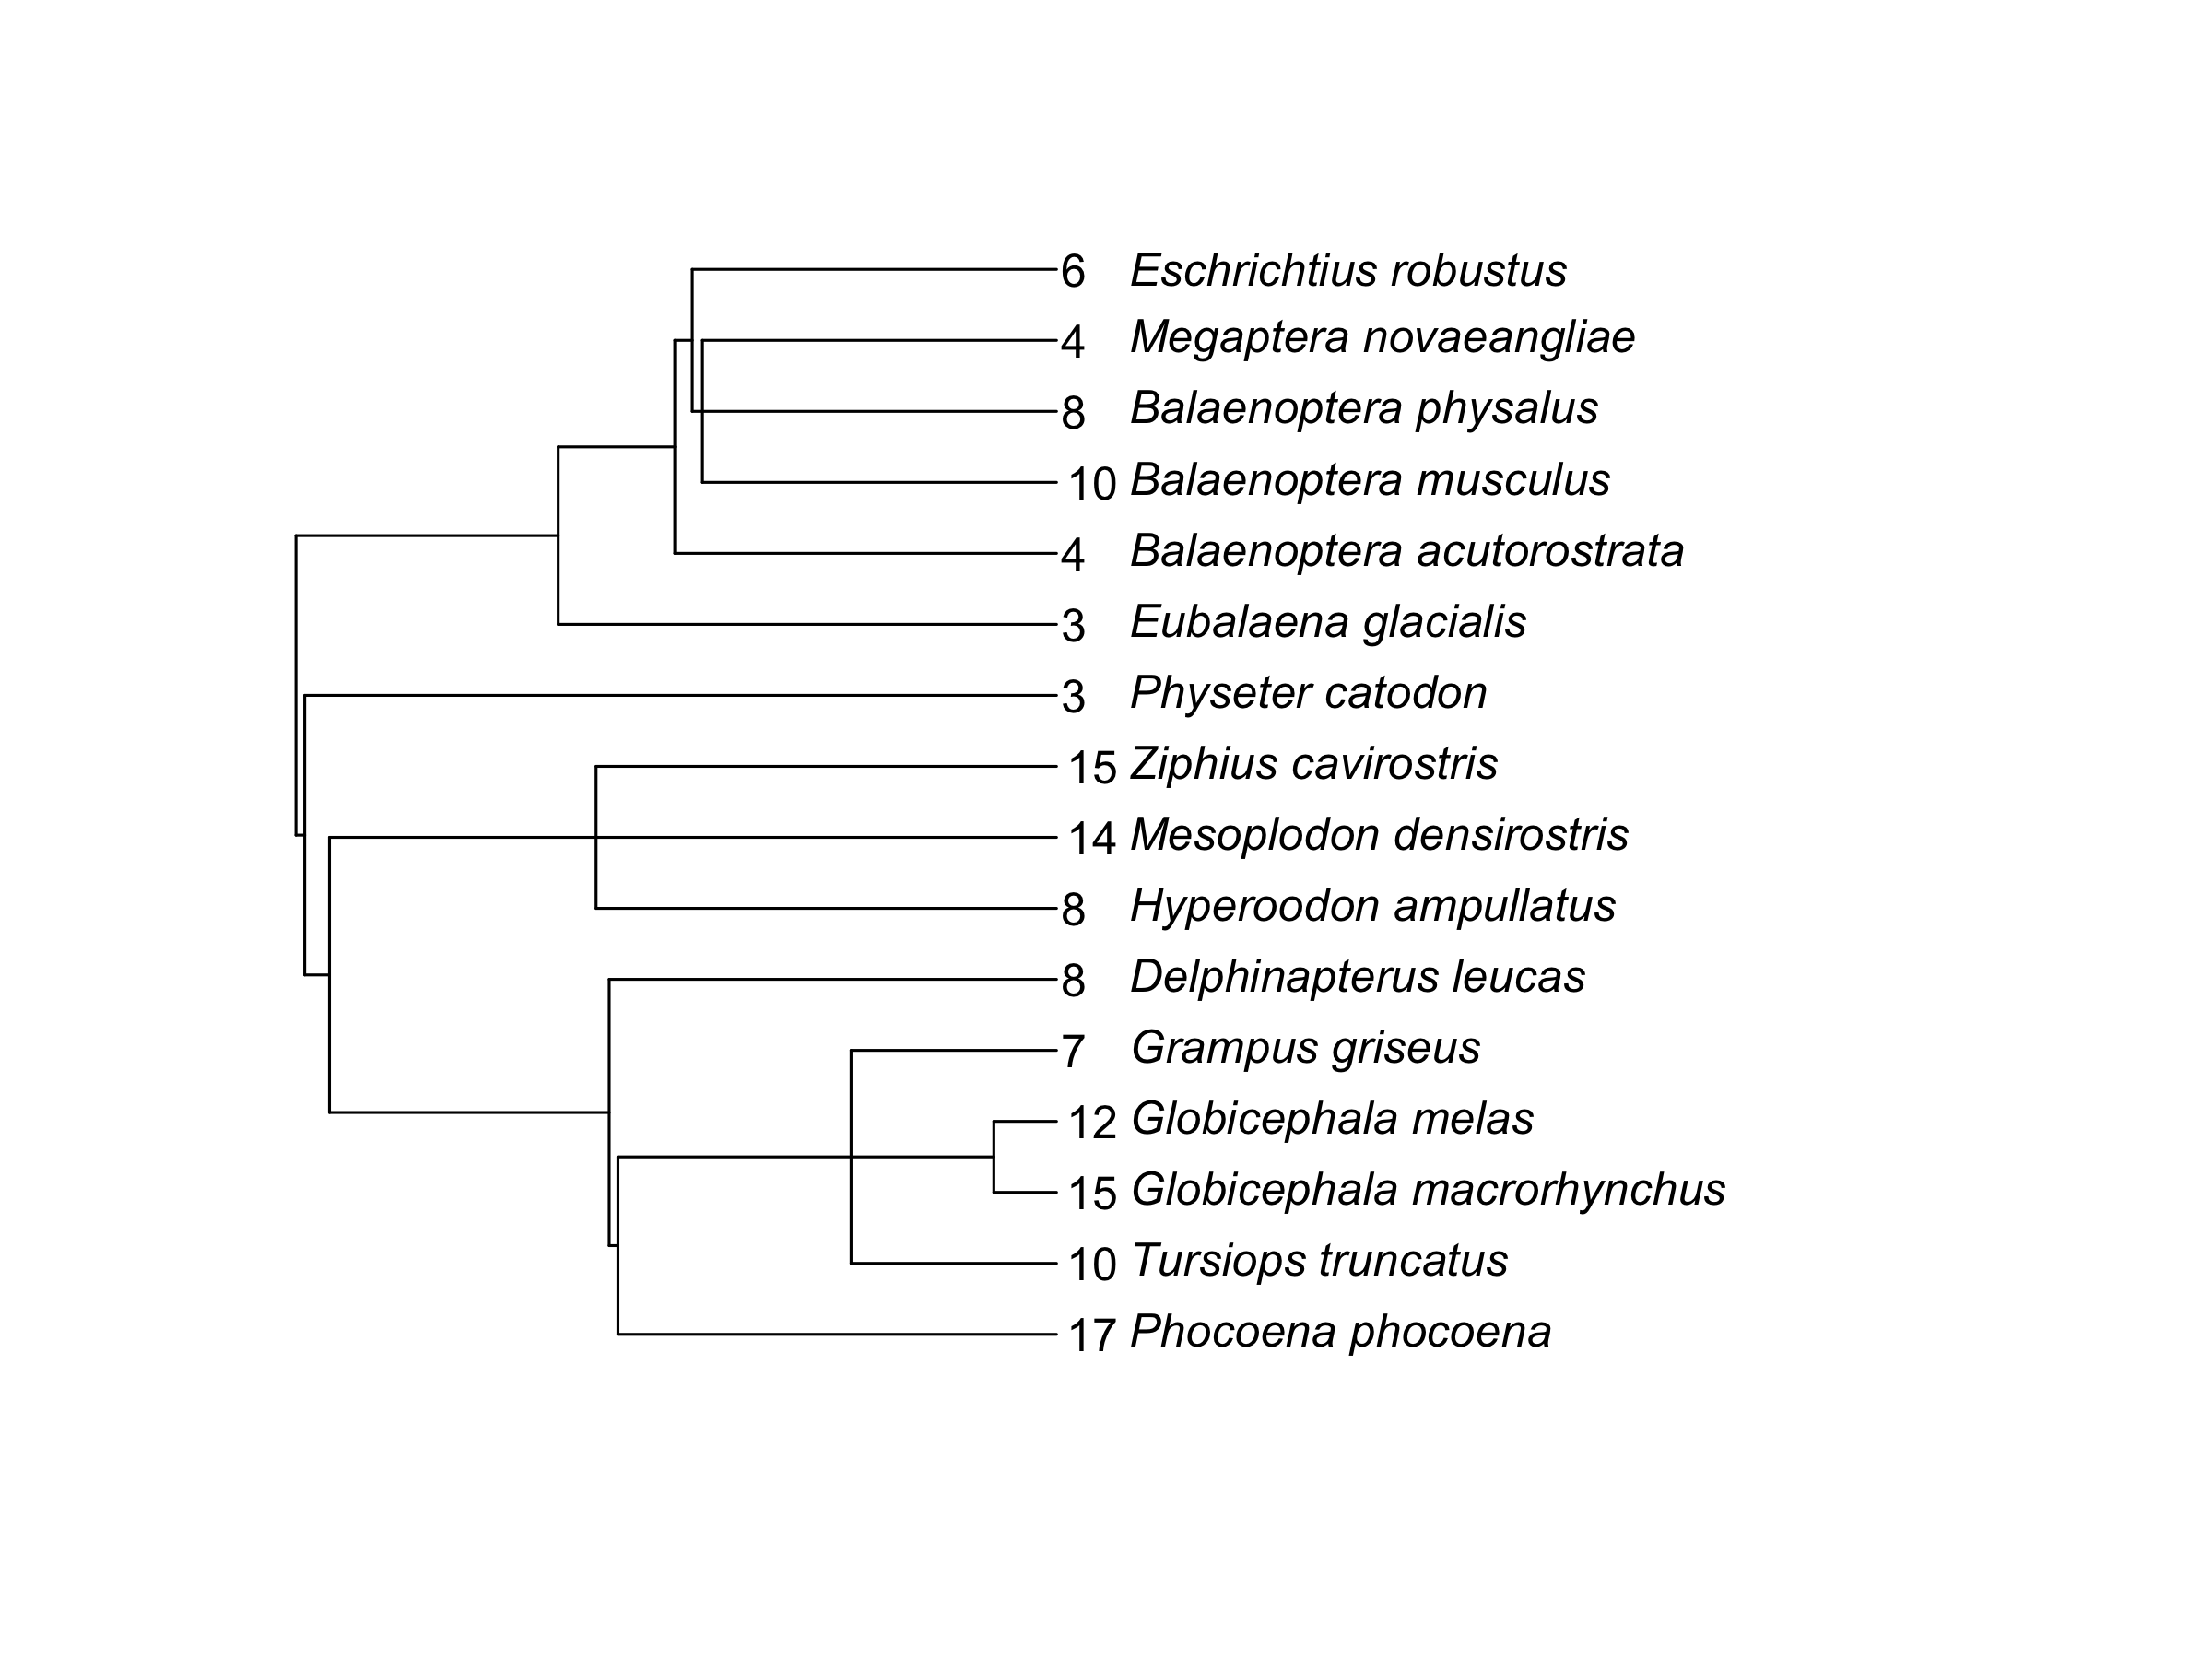 6 Eschrichtius robustus
4 Megaptera novaeangliae
8 Balaenoptera physalus
10 Balaenoptera musculus
4 Balaenoptera acutorostrata
3 Eubalaena glacialis
3 Physeter catodon
15 Ziphius cavirostris
14 Mesoplodon densirostris
8 Hyperoodon ampullatus
8 Delphinapterus leucas
7 Grampus griseus
12 Globicephala melas
15 Globicephala macrorhynchus
10 Tursiops truncatus
17 Phocoena phocoena